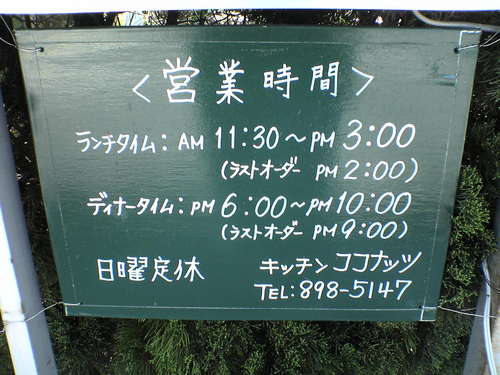 <営業時間>
ランチタイム:AM 11:30～PM 3:00
(ラストオーダー PM 2:00)
ディナータイム:PM 6:00～PM 10:00
(ラストオーダー PM 9:00)
日曜定休 キッチン ココナッツ
TEL:898-5147